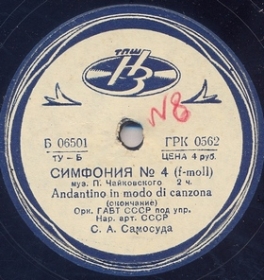 ТПШ
НЗ
N8
Б 06501 ГРК 0562
ТУ – Б ЦЕНА 4 руб.
СИМФОНИЯ № 4 (f-moll)
муз. П. Чайковского 2 ч.
Andantino in modo di canzona
(окончание)
Орк. ГАБТ СССР под упр.
Нар. арт. СССР
С. А. Самосуда